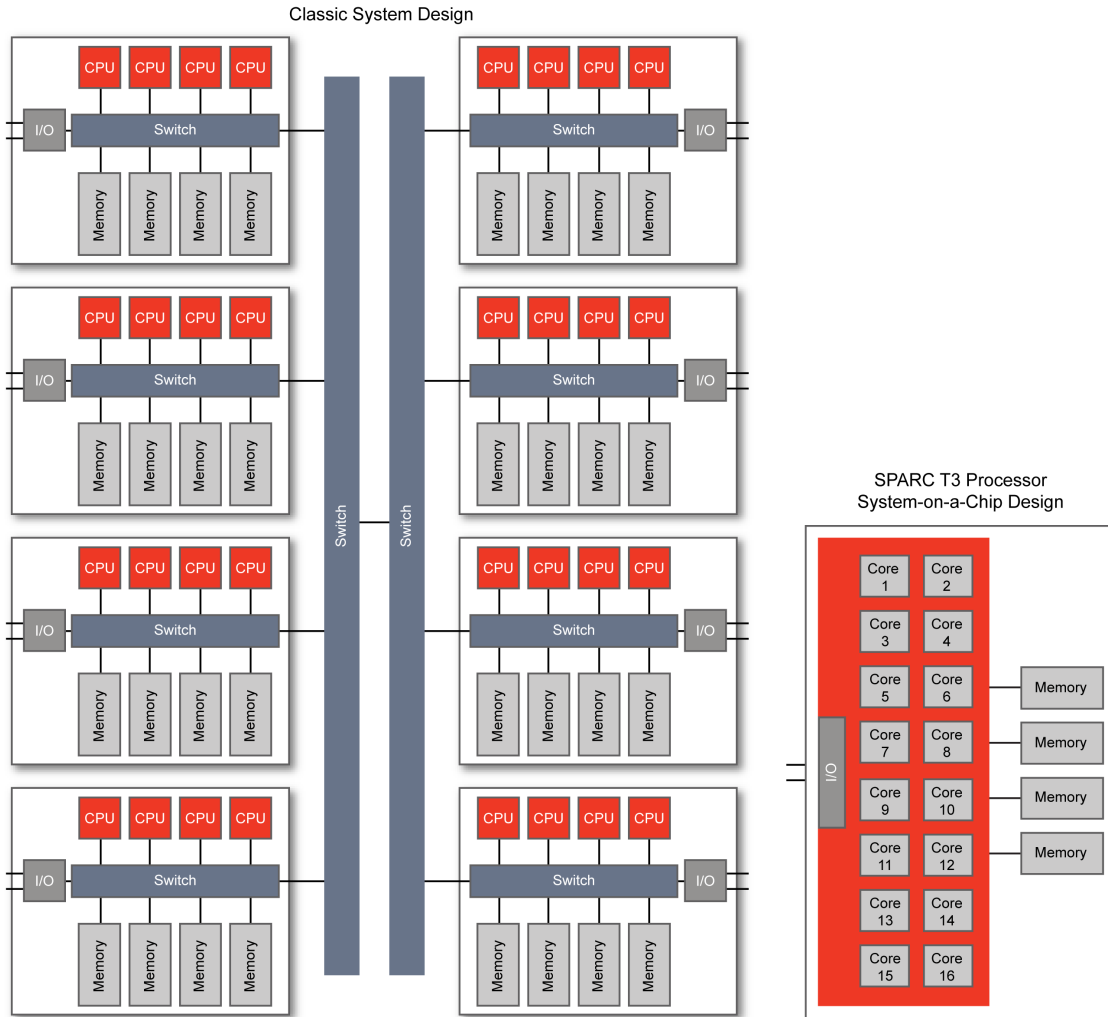 Classic System Design
CPU CPU CPU CPU
I/O Switch
Memory Memory Memory Memory
CPU CPU CPU CPU
Switch I/O
Memory Memory Memory Memory
CPU CPU CPU CPU
I/O Switch
Memory Memory Memory Memory
CPU CPU CPU CPU
Switch I/O
Memory Memory Memory Memory
Switch Switch
CPU CPU CPU CPU
I/O Switch
Memory Memory Memory Memory
CPU CPU CPU CPU
Switch I/O
Memory Memory Memory Memory
CPU CPU CPU CPU
I/O Switch
Memory Memory Memory Memory
CPU CPU CPU CPU
Switch I/O
Memory Memory Memory Memory
SPARC T3 Processor
System-on-a-Chip Design
Core Core
1 2
Core Core
3 4
Core Core
5 6
Memory
Core Core
7 8
Memory
I/O
Core Core
9 10
Memory
Core Core
11 12
Memory
Core Core
13 14
Core Core
15 16